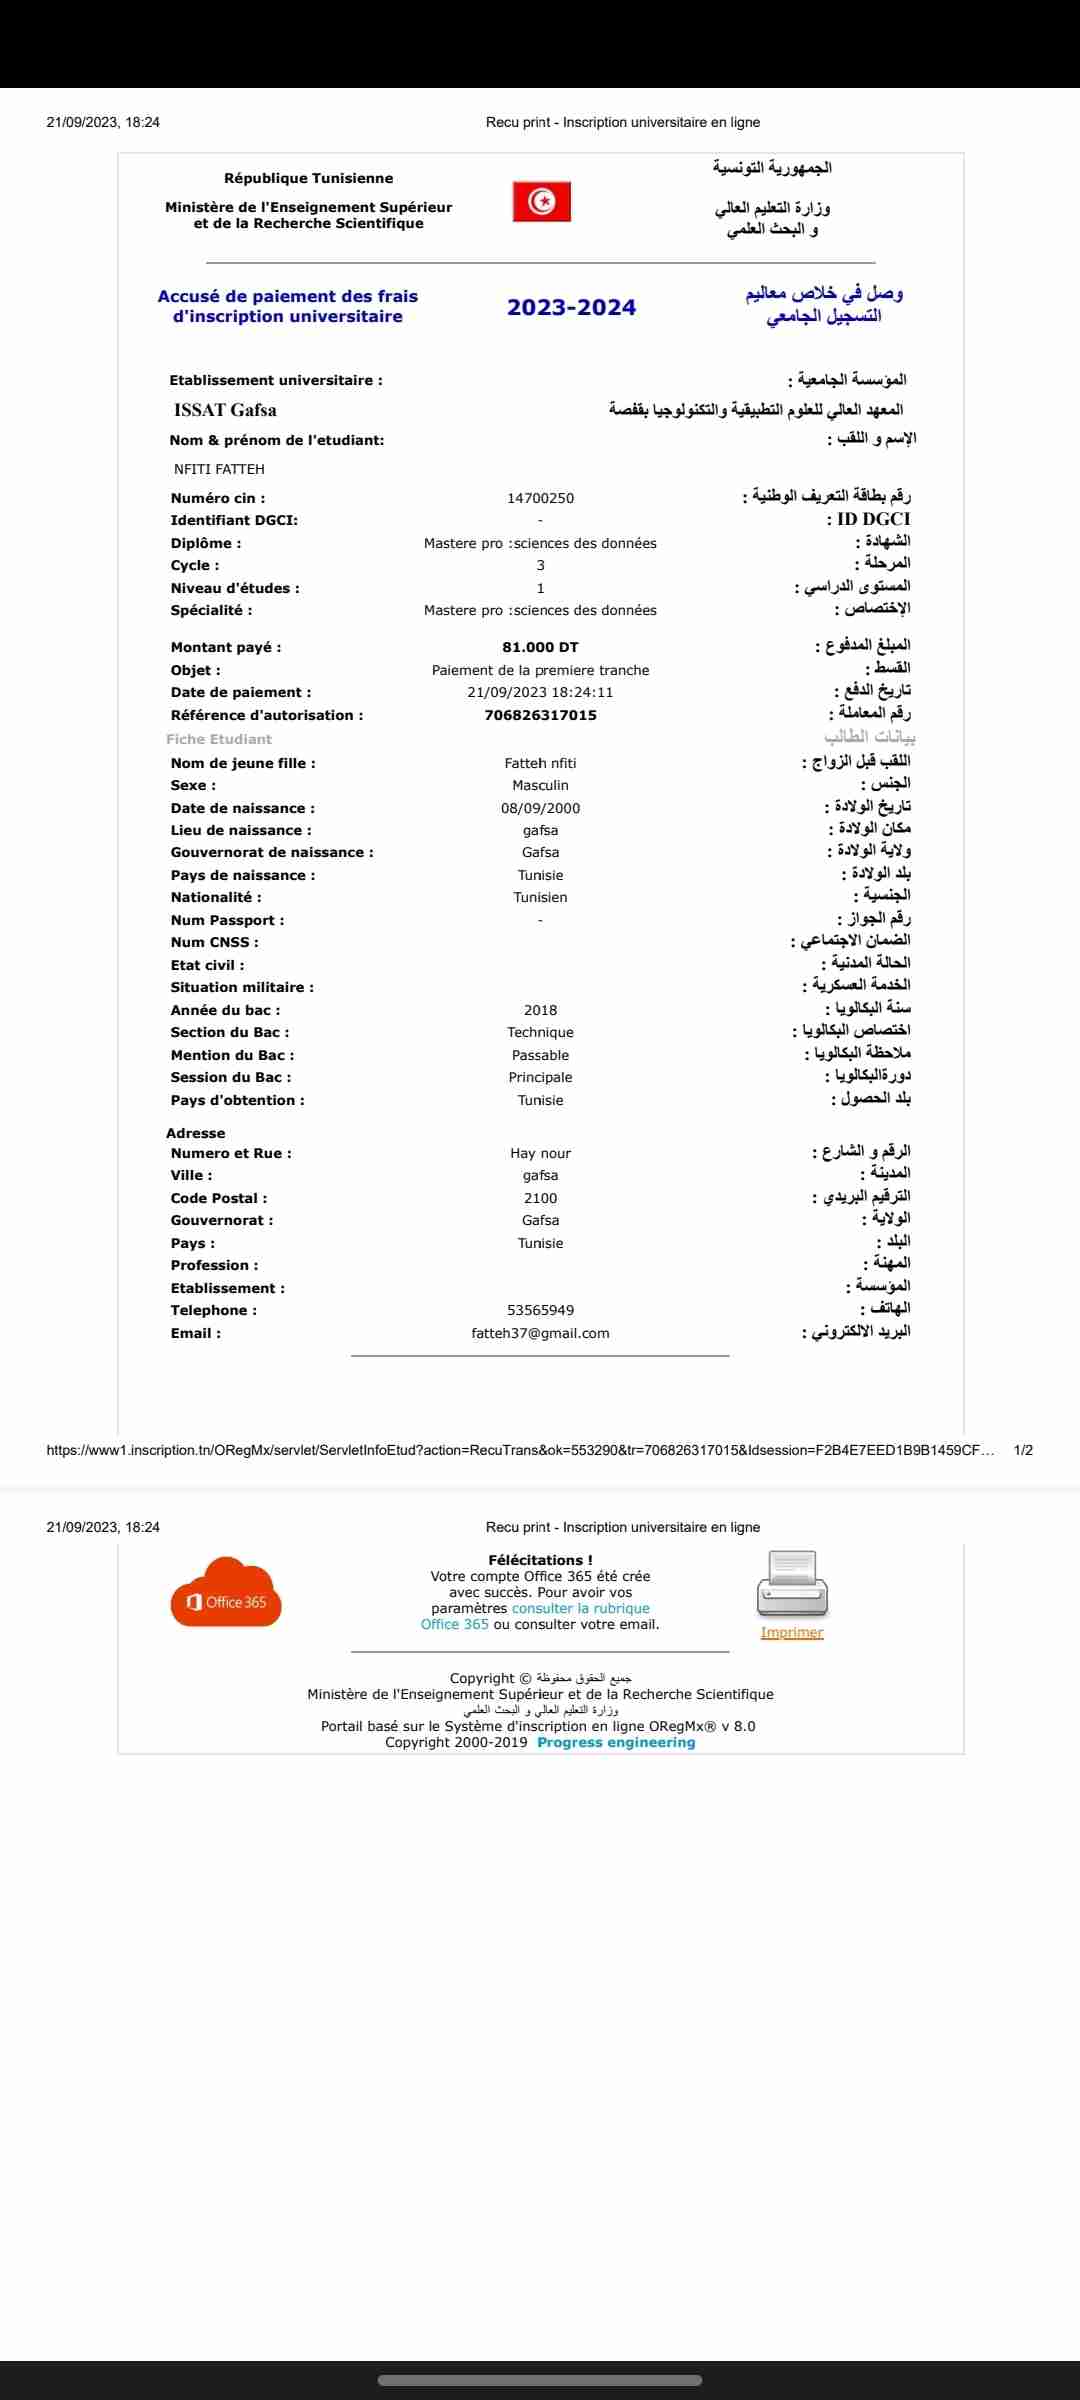 21/09/2023, 18:24 Recu print - Inscription universitaire en ligne
République Tunisienne
Ministère de l'Enseignement Supérieur
et de la Recherche Scientifique
الجمهورية التونسية
وزارة التعليم العالي
و البحث العلمي
Accusé de paiement des frais
d'inscription universitaire
2023-2024
وصل في خلاص معاليم
التسجيل الجامعي
Etablissement universitaire : المؤسسة الجامعية :
ISSAT Gafsa المعهد العالي للعلوم التطبيقية والتكنولوجيا بقفصة
Nom & prénom de l'etudiant: الإسم و اللقب :
NFITI FATTEH
Numéro cin : 14700250 رقم بطاقة التعريف الوطنية :
Identifiant DGCI: - ID DGCI :
Diplôme : Mastere pro :sciences des données الشهادة :
Cycle : 3 المرحلة :
Niveau d'études : 1 المستوى الدراسي :
Spécialité : Mastere pro :sciences des données الإختصاص :
Montant payé : 81.000 DT المبلغ المدفوع :
Objet : Paiement de la premiere tranche القسط :
Date de paiement : 21/09/2023 18:24:11 تاريخ الدفع :
Référence d'autorisation : 706826317015 رقم المعاملة :
Fiche Etudiant بيانات الطالب
Nom de jeune fille : Fatteh nfiti اللقب قبل الزواج :
Sexe : Masculin الجنس :
Date de naissance : 08/09/2000 تاريخ الولادة :
Lieu de naissance : gafsa مكان الولادة :
Gouvernorat de naissance : Gafsa ولاية الولادة :
Pays de naissance : Tunisie بلد الولادة :
Nationalité : Tunisien الجنسية :
Num Passport : - رقم الجواز :
Num CNSS : الضمان الاجتماعي :
Etat civil : الحالة المدنية :
Situation militaire : الخدمة العسكرية :
Année du bac : 2018 سنة البكالويا :
Section du Bac : Technique اختصاص البكالويا :
Mention du Bac : Passable ملاحظة البكالويا :
Session du Bac : Principale دورةالبكالويا :
Pays d'obtention : Tunisie بلد الحصول :
Adresse
Numero et Rue : Hay nour الرقم و الشارع :
Ville : gafsa المدينة :
Code Postal : 2100 الترقيم البريدي :
Gouvernorat : Gafsa الولاية :
Pays : Tunisie البلد :
Profession : المهنة :
Etablissement : المؤسسة :
Telephone : 53565949 الهاتف :
Email : fatteh37@gmail.com البريد الالكتروني :
https://www1.inscription.tn/ORegMx/servlet/ServletInfoEtud?action=RecuTrans&ok=553290&tr=706826317015&Idsession=F2B4E7EED1B9B1459CF… 1/2
21/09/2023, 18:24 Recu print - Inscription universitaire en ligne
Office 365
Félécitations !
Votre compte Office 365 été crée
avec succès. Pour avoir vos
paramètres consulter la rubrique
Office 365 ou consulter votre email.
Imprimer
Copyright © جميع الحقوق محفوظة
Ministère de l'Enseignement Supérieur et de la Recherche Scientifique
وزارة التعليم العالي و البحث العلمي
Portail basé sur le Système d'inscription en ligne ORegMx® v 8.0
Copyright 2000-2019 Progress engineering